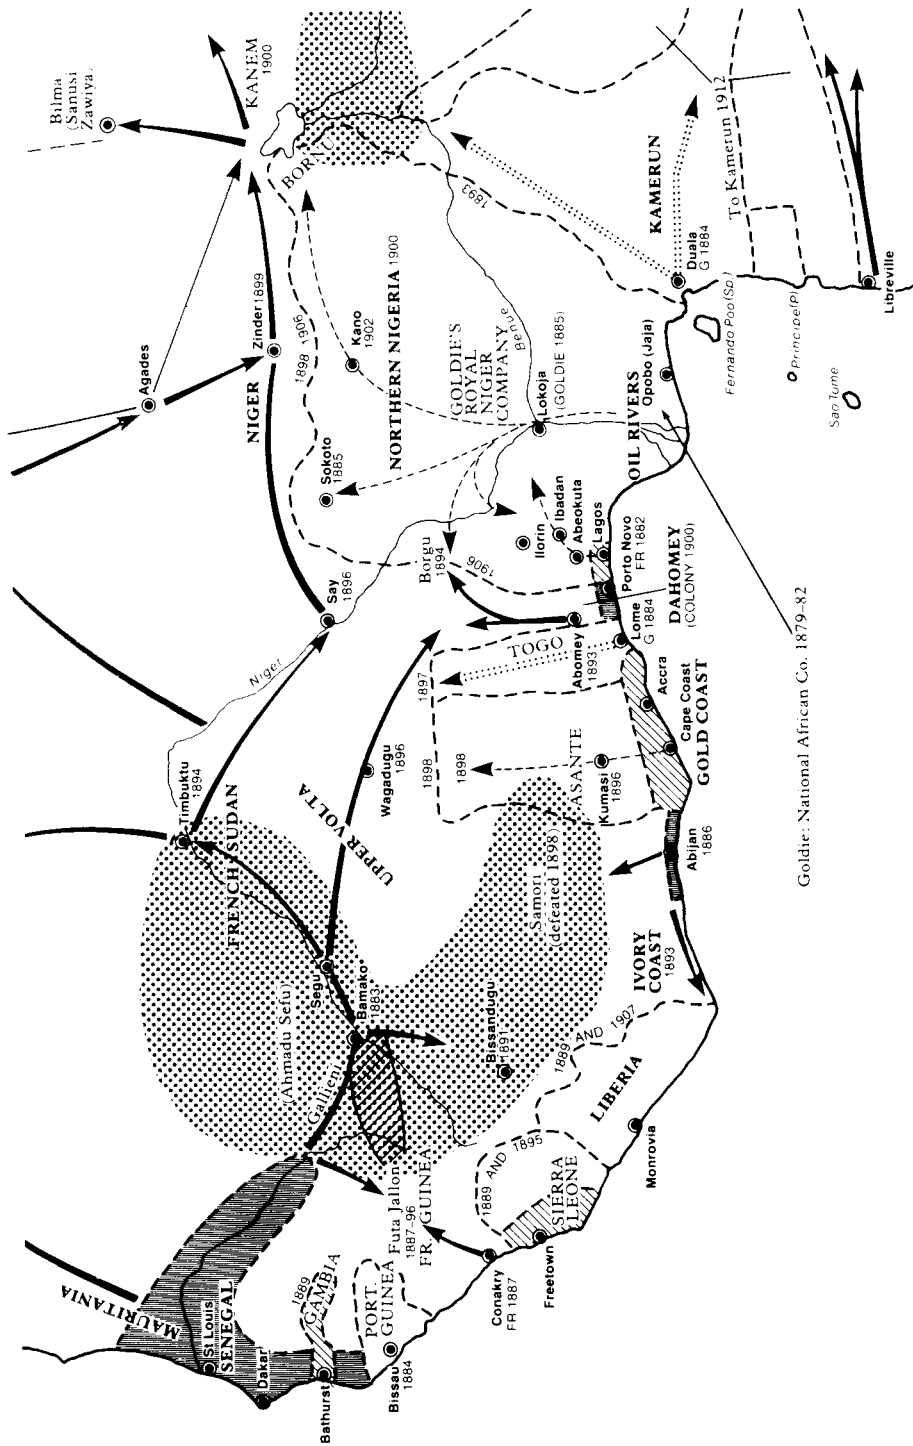 MAURITANIA
St Louis
SENEGAL
Dakar
Bathurst
1889
GAMBIA
PORT.
GUINEA
Bissau
1884
Futa Jallon
1887–96
FR. GUINEA
Conakry
FR 1887
Freetown
SIERRA
LEONE
1889 AND 1895
Monrovia
LIBERIA
1889 AND 1907
Gallieni
(Ahmadu Sefu)
Bamako
1883
Segu
Bissandugu
1891
FRENCH SUDAN
Timbuktu
1894
Samori
(defeated 1898)
IVORY
COAST
1893
Abijan
1886
UPPER VOLTA
Wagadugu
1896
1898
1898
1897
ASANTE
Kumasi
1896
Cape Coast
GOLD COAST
Accra
TOGO
Lome
G 1884
Niger
Say
1896
Abomey
1893
Porto Novo
FR 1882
DAHOMEY
(COLONY 1900)
Borgu
1894
1906
Ilorin
Ibadan
Abeokuta
Lagos
Sokoto
1885
NIGER
Agades
Zinder 1899
1898 1906
Kano
1902
NORTHERN NIGERIA 1900
GOLDIE'S
ROYAL
NIGER
COMPANY
Benue
Lokoja
(GOLDIE 1885)
OIL RIVERS
Opobo (Jaja)
Goldie: National African Co. 1879–82
Bilma
(Sanusi
Zawiya)
KANEM
1900
BORNU
1893
KAMERUN
Duala
G 1884
To Kamerun 1912
Fernando Poo (Sp)
Principe (P)
Sao Tome
Libreville